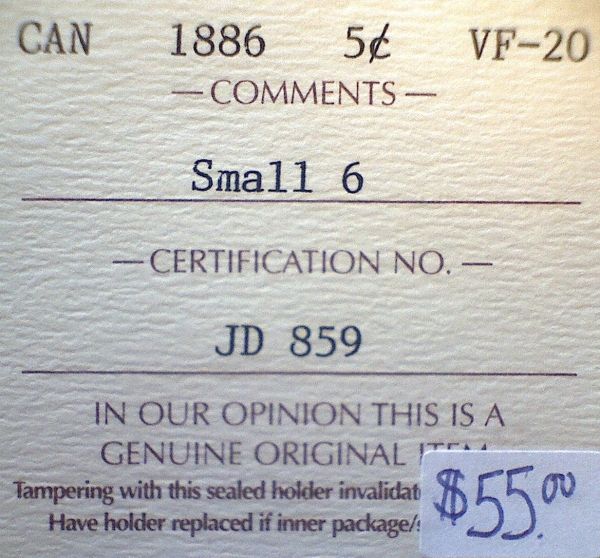 CAN 1886 5¢ VF-20
— COMMENTS —
Small 6
— CERTIFICATION NO. —
JD 859
IN OUR OPINION THIS IS A
GENUINE ORIGINAL
Tampering with this sealed holder
Have holder replaced if inner
$55.00